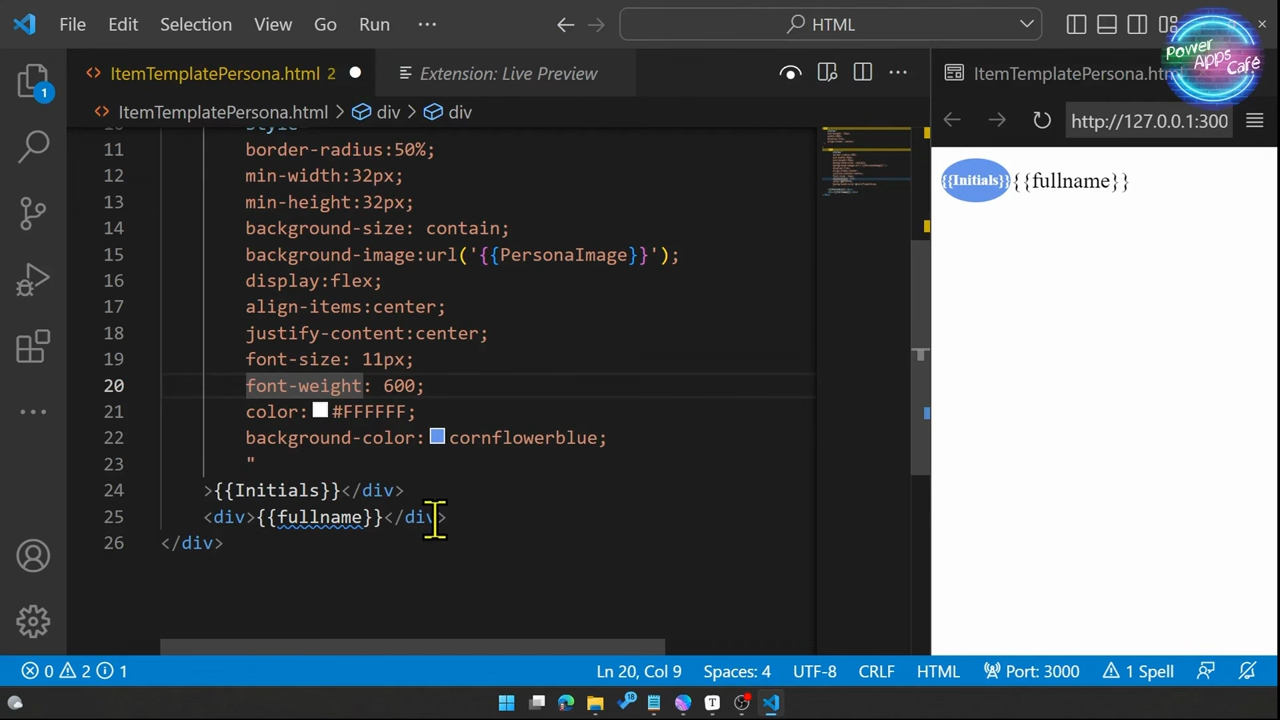 File Edit Selection View Go Run ··· HTML
Power Apps Café
ItemTemplatePersona.html 2 Extension: Live Preview ItemTemplatePersona.html
ItemTemplatePersona.html > div > div
http://127.0.0.1:300
Style=
11 border-radius:50%;
12 min-width:32px;
13 min-height:32px;
14 background-size: contain;
15 background-image:url('{{PersonaImage}}');
16 display:flex;
17 align-items:center;
18 justify-content:center;
19 font-size: 11px;
20 font-weight: 600;
21 color: #FFFFFF;
22 background-color: cornflowerblue;
23 "
24 >{{Initials}}</div>
25 <div>{{fullname}}</div>
26 </div>
{{Initials}} {{fullname}}
1
0 2 1 Ln 20, Col 9 Spaces: 4 UTF-8 CRLF HTML Port: 3000 1 Spell